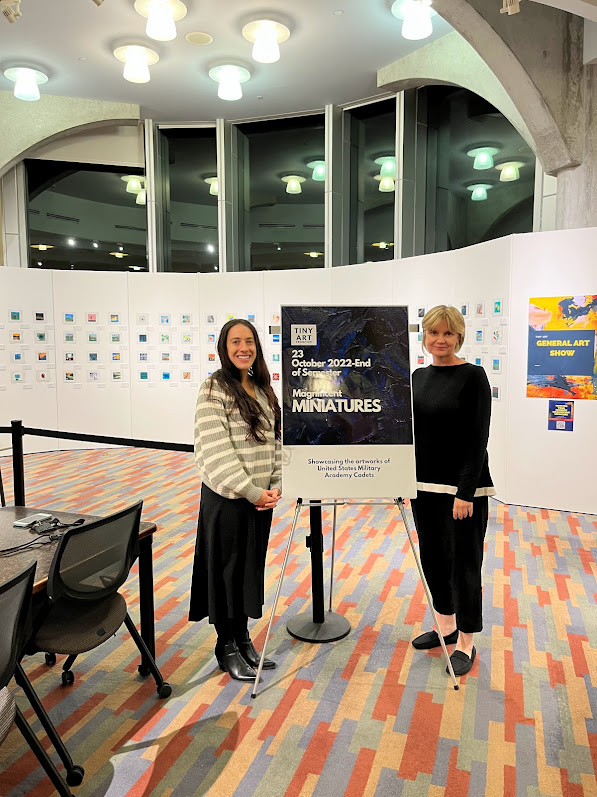 TINY
ART
23
October 2022-End
of Semester
Magnificent
MINIATURES
Showcasing the artworks of
United States Military
Academy Cadets
GENERAL ART
SHOW